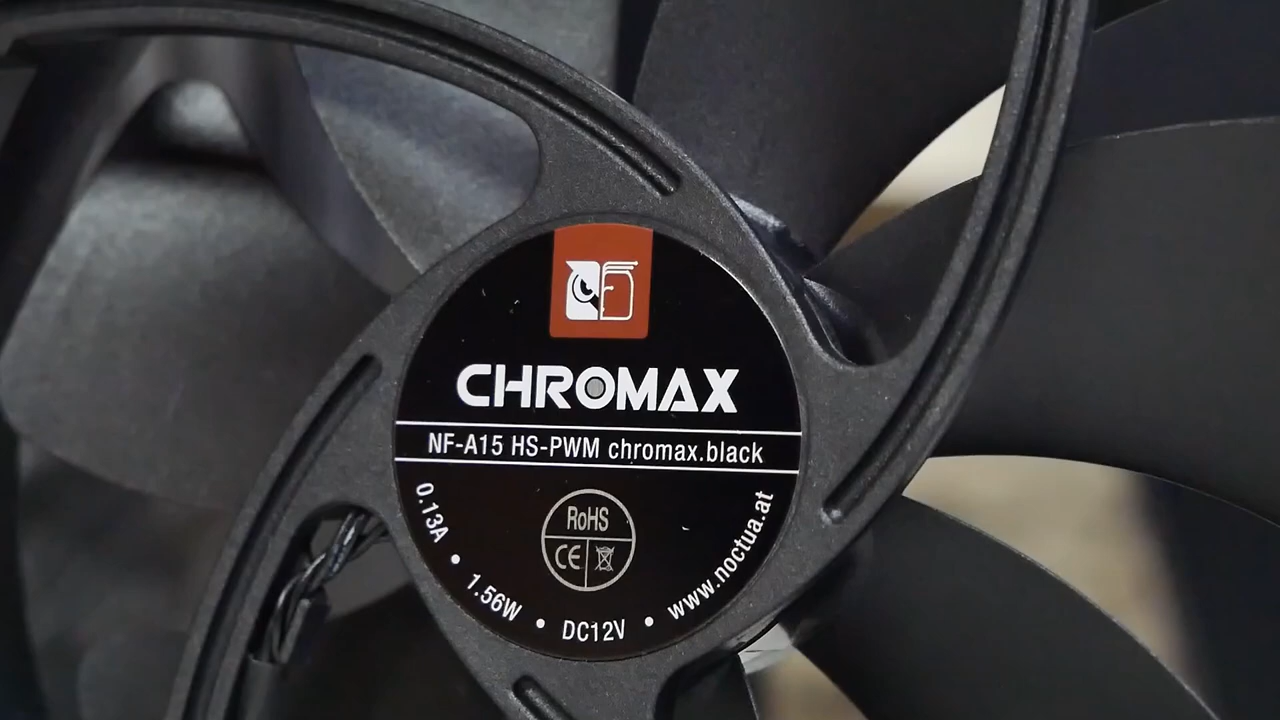 CHROMAX
NF-A15 HS-PWM chromax.black
RoHS
CE
0.13A • 1.56W • DC12V • www.noctua.at